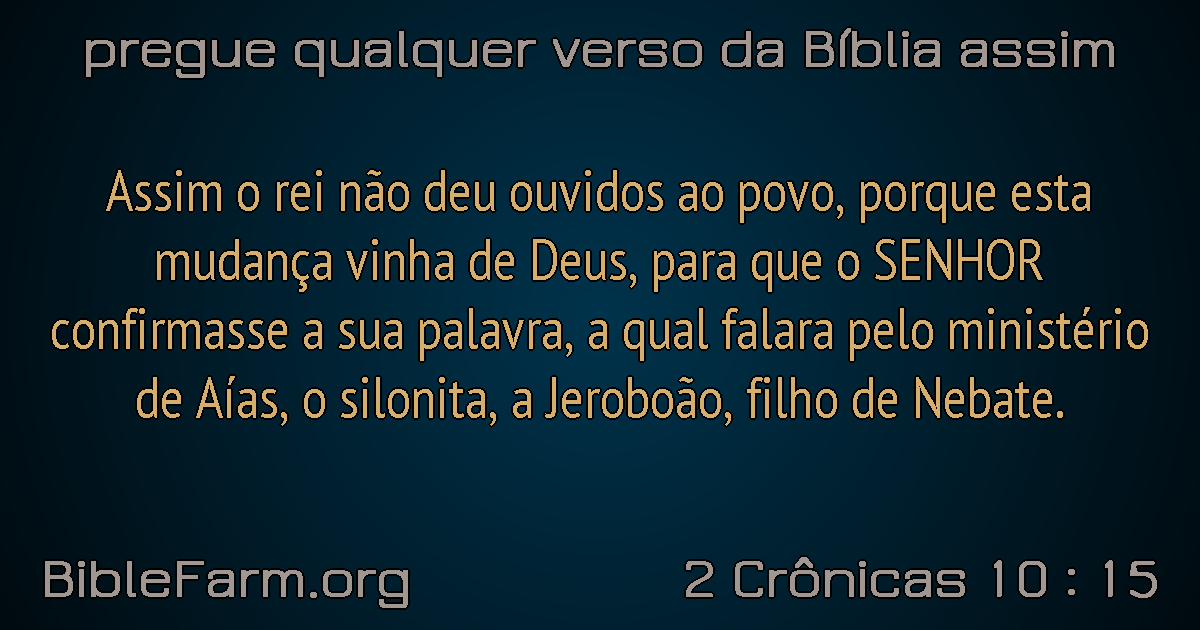 pregue qualquer verso da Bíblia assim
Assim o rei não deu ouvidos ao povo, porque esta
mudança vinha de Deus, para que o SENHOR
confirmasse a sua palavra, a qual falara pelo ministério
de Aías, o silonita, a Jeroboão, filho de Nebate.
BibleFarm.org
2 Crônicas 10 : 15